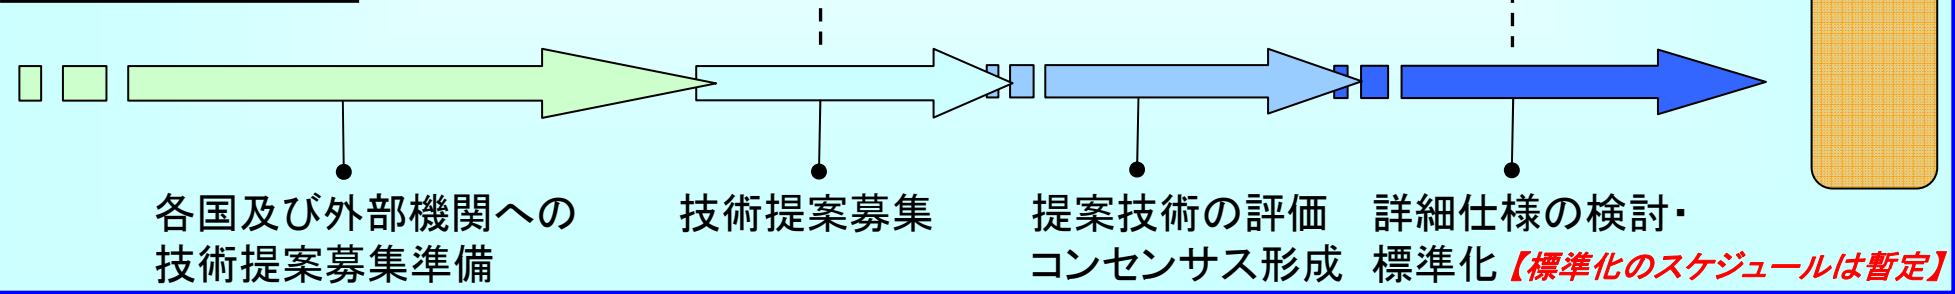 各国及び外部機関への
技術提案募集準備
技術提案募集
提案技術の評価
コンセンサス形成
詳細仕様の検討・
標準化【標準化のスケジュールは暫定】